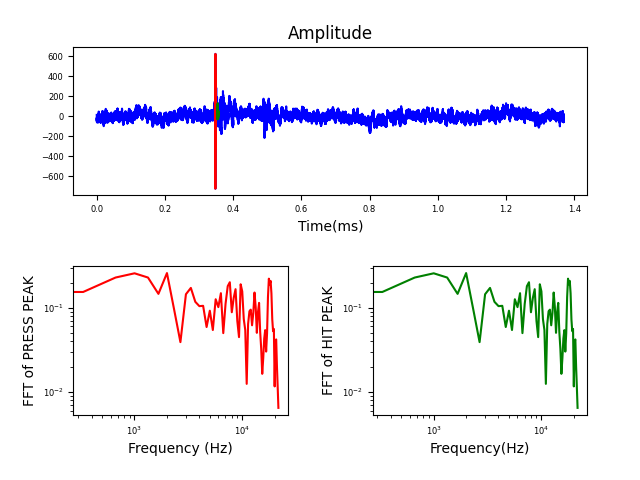 Amplitude
600
400
200
0
−200
−400
−600
0.0 0.2 0.4 0.6 0.8 1.0 1.2 1.4
Time(ms)
FFT of PRESS PEAK
10⁻¹
10⁻²
10³ 10⁴
Frequency (Hz)
FFT of HIT PEAK
10⁻¹
10⁻²
10³ 10⁴
Frequency(Hz)